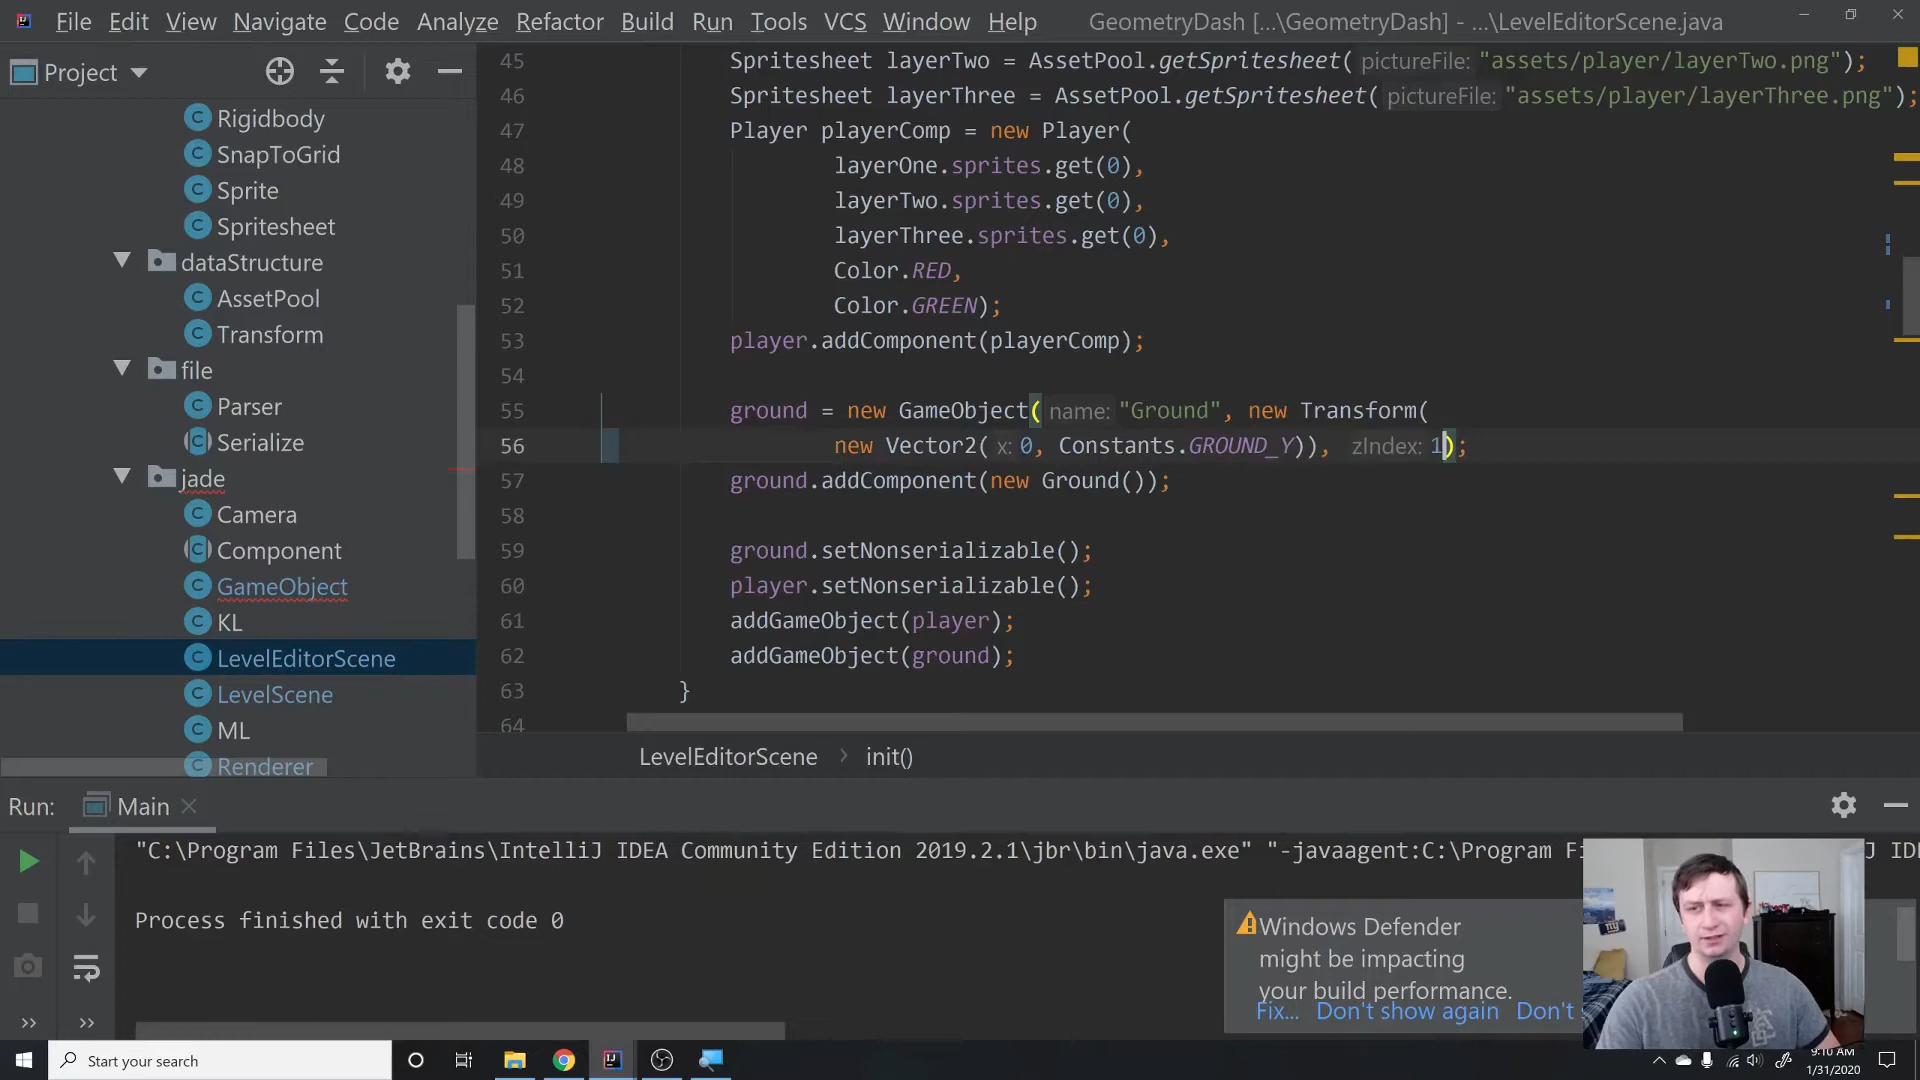 File Edit View Navigate Code Analyze Refactor Build Run Tools VCS Window Help GeometryDash [...\GeometryDash] - ...\LevelEditorScene.java
Project
Rigidbody
SnapToGrid
Sprite
Spritesheet
dataStructure
AssetPool
Transform
file
Parser
Serialize
jade
Camera
Component
GameObject
KL
LevelEditorScene
LevelScene
ML
Renderer
45 Spritesheet layerTwo = AssetPool.getSpritesheet( pictureFile: "assets/player/layerTwo.png");
46 Spritesheet layerThree = AssetPool.getSpritesheet( pictureFile: "assets/player/layerThree.png");
47 Player playerComp = new Player(
48 layerOne.sprites.get(0),
49 layerTwo.sprites.get(0),
50 layerThree.sprites.get(0),
51 Color.RED,
52 Color.GREEN);
53 player.addComponent(playerComp);
54
55 ground = new GameObject( name: "Ground", new Transform(
56 new Vector2( x: 0, Constants.GROUND_Y)), zIndex: 1);
57 ground.addComponent(new Ground());
58
59 ground.setNonserializable();
60 player.setNonserializable();
61 addGameObject(player);
62 addGameObject(ground);
63 }
64
LevelEditorScene › init()
Run: Main
"C:\Program Files\JetBrains\IntelliJ IDEA Community Edition 2019.2.1\jbr\bin\java.exe" "-javaagent:C:\Program Fi
J IDE
Process finished with exit code 0
Windows Defender
might be impacting
your build performance.
Fix... Don't show again Don't
Start your search
9:10 AM
1/31/2020